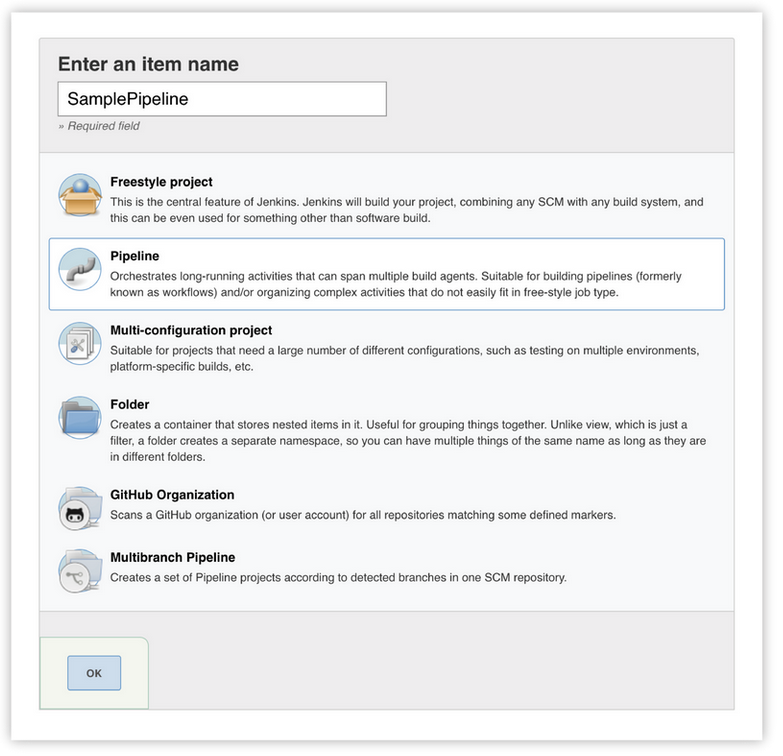 Enter an item name
SamplePipeline
» Required field
Freestyle project
This is the central feature of Jenkins. Jenkins will build your project, combining any SCM with any build system, and
this can be even used for something other than software build.
Pipeline
Orchestrates long-running activities that can span multiple build agents. Suitable for building pipelines (formerly
known as workflows) and/or organizing complex activities that do not easily fit in free-style job type.
Multi-configuration project
Suitable for projects that need a large number of different configurations, such as testing on multiple environments,
platform-specific builds, etc.
Folder
Creates a container that stores nested items in it. Useful for grouping things together. Unlike view, which is just a
filter, a folder creates a separate namespace, so you can have multiple things of the same name as long as they are
in different folders.
GitHub Organization
Scans a GitHub organization (or user account) for all repositories matching some defined markers.
Multibranch Pipeline
Creates a set of Pipeline projects according to detected branches in one SCM repository.
OK